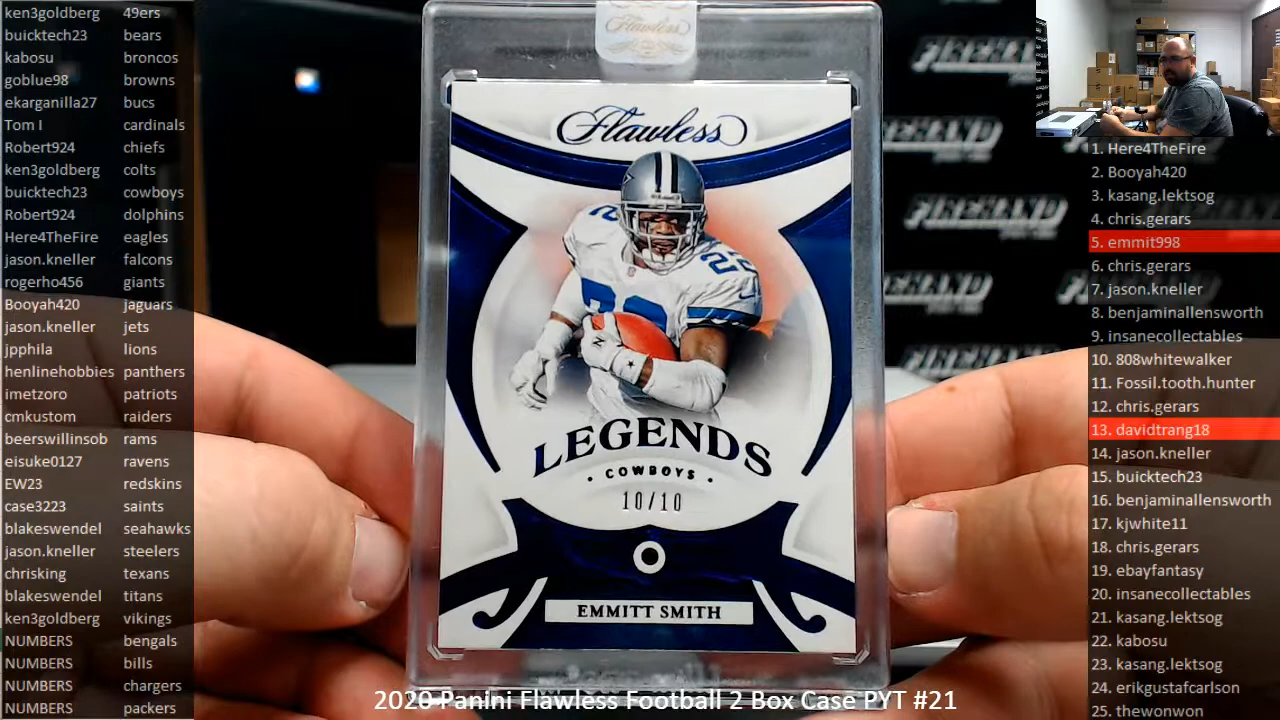 ken3goldberg 49ers
buicktech23 bears
kabosu broncos
goblue98 browns
ekarganilla27 bucs
Tom I cardinals
Robert924 chiefs
ken3goldberg colts
buicktech23 cowboys
Robert924 dolphins
Here4TheFire eagles
jason.kneller falcons
rogerho456 giants
Booyah420 jaguars
jason.kneller jets
jpphila lions
henlinehobbies panthers
imetzoro patriots
cmkustom raiders
beerswillinsob rams
eisuke0127 ravens
EW23 redskins
case3223 saints
blakeswendel seahawks
jason.kneller steelers
chrisking texans
blakeswendel titans
ken3goldberg vikings
NUMBERS bengals
NUMBERS bills
NUMBERS chargers
NUMBERS packers
Flawless
Flawless
22
22
N
LEGENDS
• COWBOYS •
10/10
EMMITT SMITH
2020 Panini Flawless Football 2 Box Case PYT #21
FIREHAND
FIREHAND
FIREHAND
FIREHAND
FIREHAND
1. Here4TheFire
2. Booyah420
3. kasang.lektsog
4. chris.gerars
5. emmit998
6. chris.gerars
7. jason.kneller
8. benjaminallensworth
9. insanecollectables
10. 808whitewalker
11. Fossil.tooth.hunter
12. chris.gerars
13. davidtrang18
14. jason.kneller
15. buicktech23
16. benjaminallensworth
17. kjwhite11
18. chris.gerars
19. ebayfantasy
20. insanecollectables
21. kasang.lektsog
22. kabosu
23. kasang.lektsog
24. erikgustafcarlson
25. thewonwon